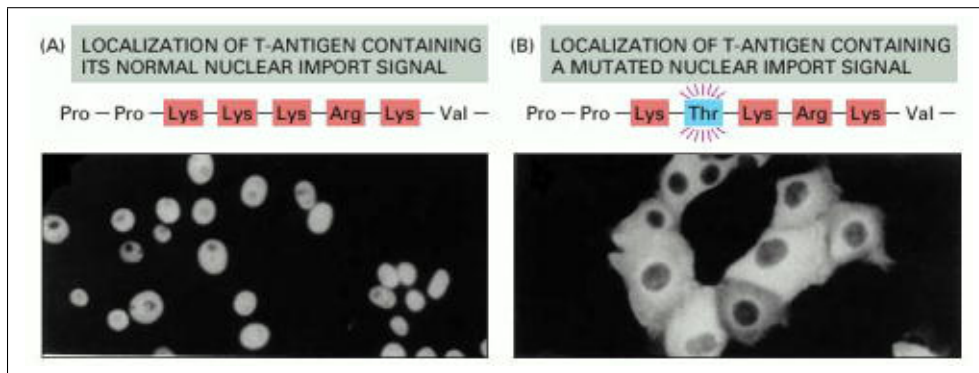 (A) LOCALIZATION OF T-ANTIGEN CONTAINING
ITS NORMAL NUCLEAR IMPORT SIGNAL
Pro — Pro — Lys — Lys — Lys — Arg — Lys — Val —
(B) LOCALIZATION OF T-ANTIGEN CONTAINING
A MUTATED NUCLEAR IMPORT SIGNAL
Pro — Pro — Lys — Thr — Lys — Arg — Lys — Val —